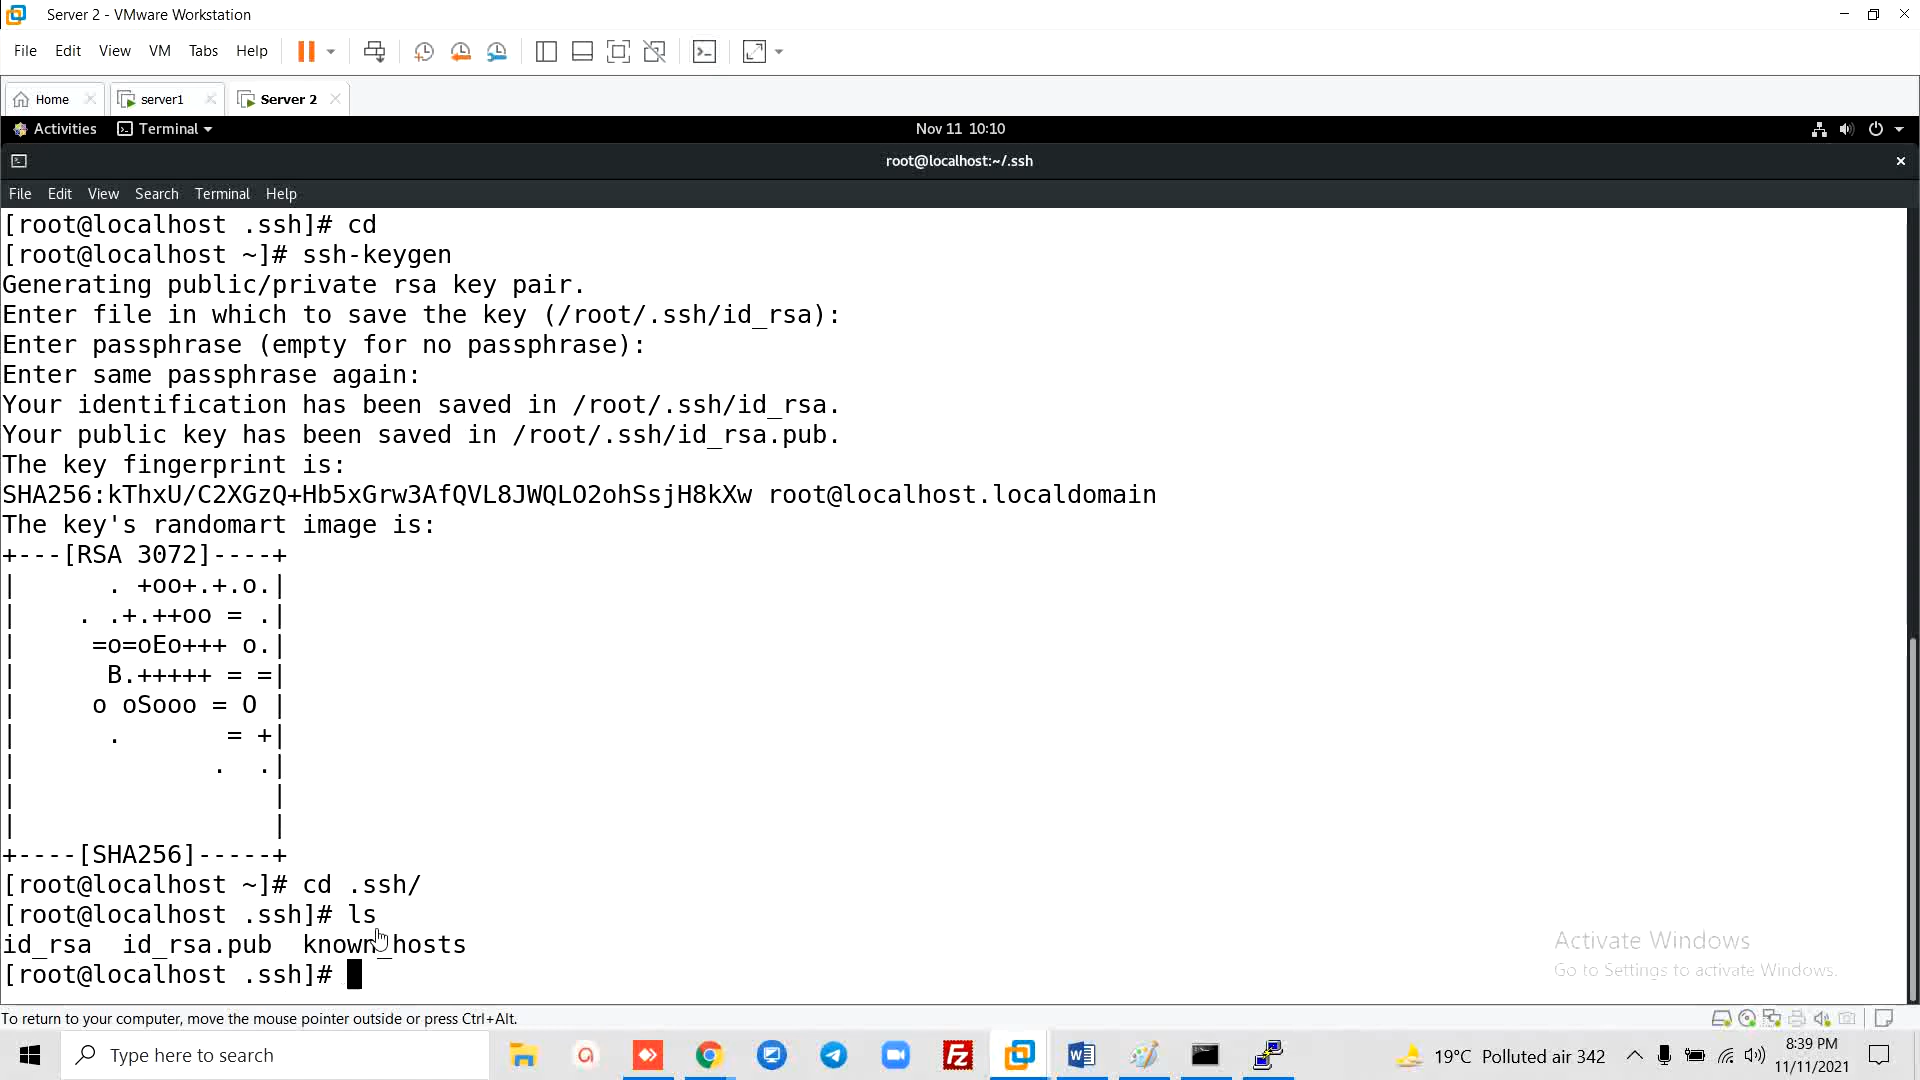 Server 2 - VMware Workstation
File Edit View VM Tabs Help
Home server1 Server 2
Activities Terminal Nov 11 10:10
root@localhost:~/.ssh
File Edit View Search Terminal Help
[root@localhost .ssh]# cd
[root@localhost ~]# ssh-keygen
Generating public/private rsa key pair.
Enter file in which to save the key (/root/.ssh/id_rsa):
Enter passphrase (empty for no passphrase):
Enter same passphrase again:
Your identification has been saved in /root/.ssh/id_rsa.
Your public key has been saved in /root/.ssh/id_rsa.pub.
The key fingerprint is:
SHA256:kThxU/C2XGzQ+Hb5xGrw3AfQVL8JWQLO2ohSsjH8kXw root@localhost.localdomain
The key's randomart image is:
+---[RSA 3072]----+
|      . +oo+.+.o.|
|    . .+.++oo = .|
|     =o=oEo+++ o.|
|      B.+++++ = =|
|     o oSooo = O |
|      .       = +|
|             .  .|
|                 |
|                 |
+----[SHA256]-----+
[root@localhost ~]# cd .ssh/
[root@localhost .ssh]# ls
id_rsa  id_rsa.pub  known_hosts
[root@localhost .ssh]#
Activate Windows
Go to Settings to activate Windows.
To return to your computer, move the mouse pointer outside or press Ctrl+Alt.
Type here to search
19°C Polluted air 342
8:39 PM
11/11/2021